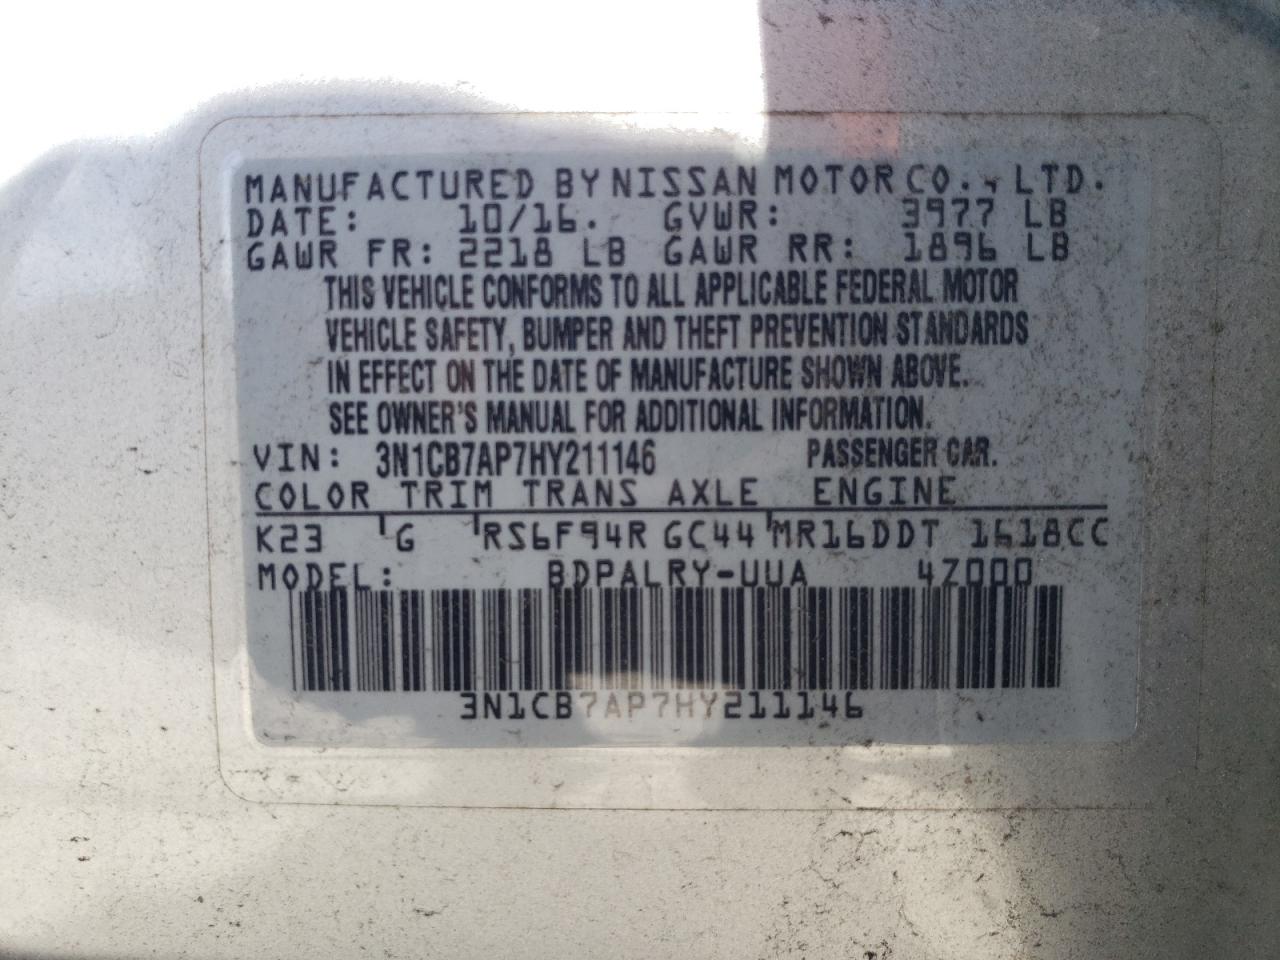 MANUFACTURED BY NISSAN MOTOR CO., LTD.
DATE: 10/16. GVWR: 3977 LB
GAWR FR: 2218 LB GAWR RR: 1896 LB
THIS VEHICLE CONFORMS TO ALL APPLICABLE FEDERAL MOTOR
VEHICLE SAFETY, BUMPER AND THEFT PREVENTION STANDARDS
IN EFFECT ON THE DATE OF MANUFACTURE SHOWN ABOVE.
SEE OWNER'S MANUAL FOR ADDITIONAL INFORMATION.
VIN: 3N1CB7AP7HY211146 PASSENGER CAR.
COLOR TRIM TRANS AXLE ENGINE
K23 G RS6F94R GC44 MR16DDT 1618CC
MODEL: BDPALRY-UUA 4Z000
3N1CB7AP7HY211146